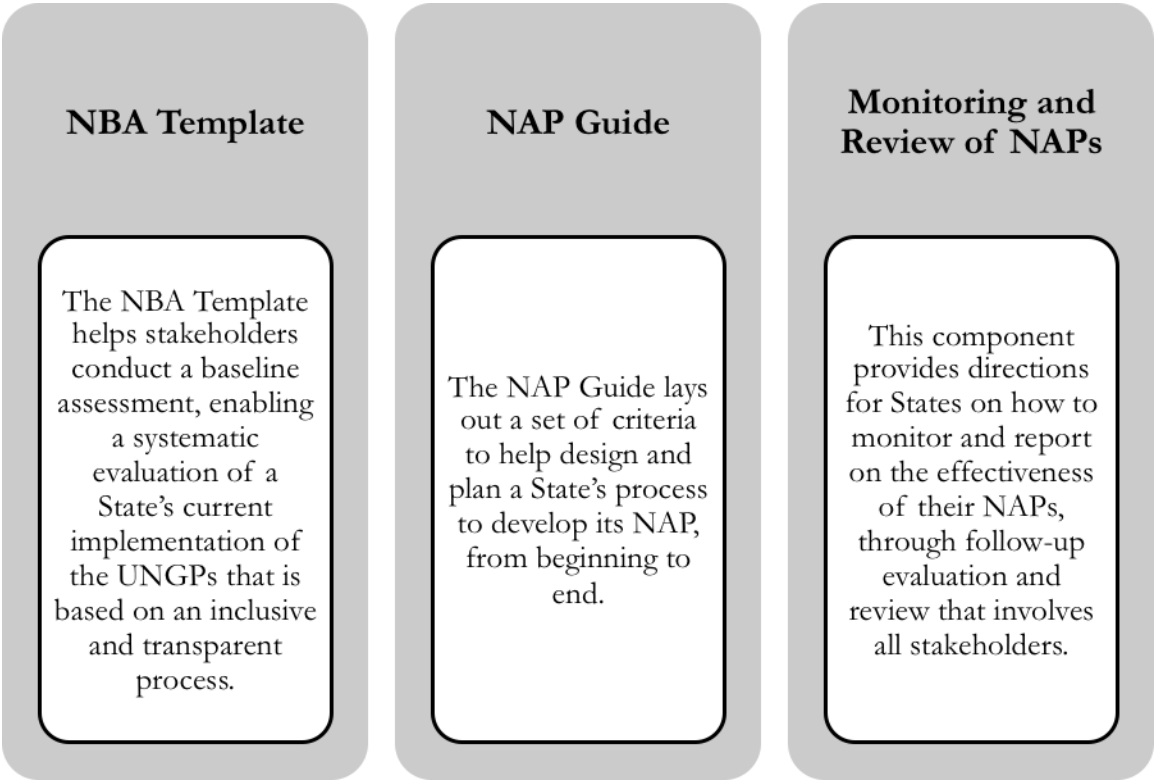 NBA Template
The NBA Template
helps stakeholders
conduct a baseline
assessment, enabling
a systematic
evaluation of a
State’s current
implementation of
the UNGPs that is
based on an inclusive
and transparent
process.
NAP Guide
The NAP Guide lays
out a set of criteria
to help design and
plan a State’s process
to develop its NAP,
from beginning to
end.
Monitoring and
Review of NAPs
This component
provides directions
for States on how to
monitor and report
on the effectiveness
of their NAPs,
through follow-up
evaluation and
review that involves
all stakeholders.